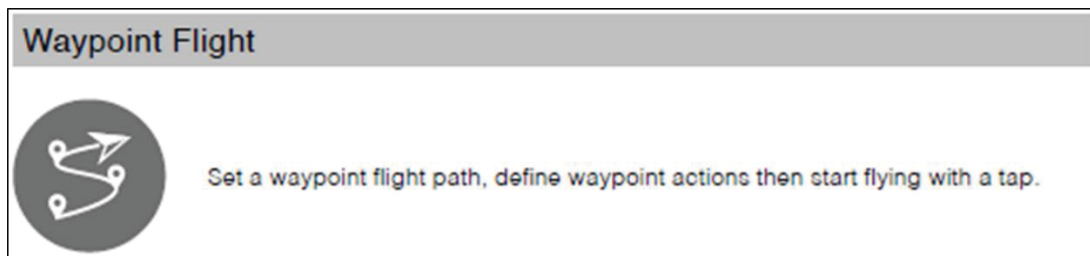 Waypoint Flight
Set a waypoint flight path, define waypoint actions then start flying with a tap.